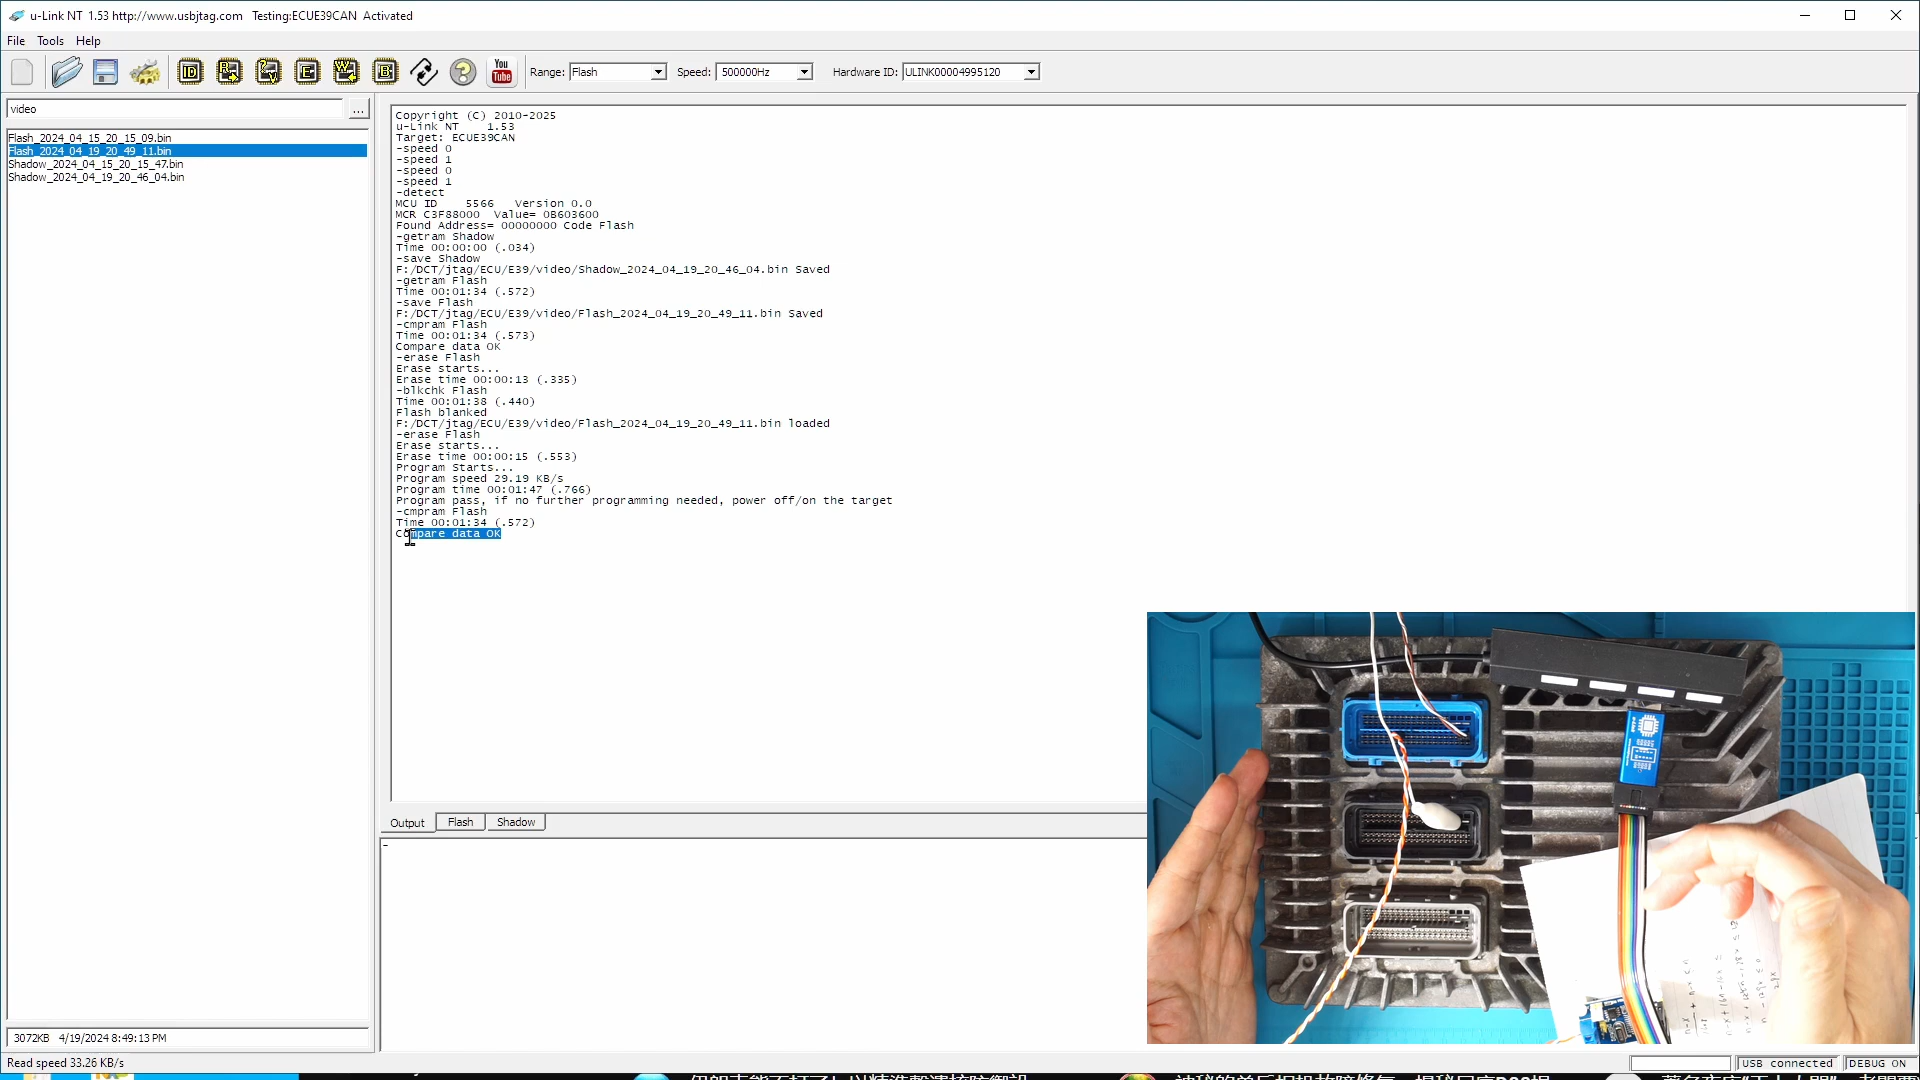 u-Link NT 1.53 http://www.usbjtag.com Testing:ECUE39CAN Activated
File Tools Help
ID R ? V E W B You Tube Range: Flash Speed: 500000Hz Hardware ID: ULINK00004995120
video ...
Flash_2024_04_15_20_15_09.bin
Flash_2024_04_19_20_49_11.bin
Shadow_2024_04_15_20_15_47.bin
Shadow_2024_04_19_20_46_04.bin
Copyright (C) 2010-2025
u-Link NT 1.53
Target: ECUE39CAN
-speed 0
-speed 1
-speed 0
-speed 1
-detect
MCU ID 5566 Version 0.0
MCR C3F88000 Value= 0B603600
Found Address= 00000000 Code Flash
-getram Shadow
Time 00:00:00 (.034)
-save Shadow
F:/DCT/jtag/ECU/E39/video/Shadow_2024_04_19_20_46_04.bin Saved
-getram Flash
Time 00:01:34 (.572)
-save Flash
F:/DCT/jtag/ECU/E39/video/Flash_2024_04_19_20_49_11.bin Saved
-cmpram Flash
Time 00:01:34 (.573)
Compare data OK
-erase Flash
Erase starts...
Erase time 00:00:13 (.335)
-blkchk Flash
Time 00:01:38 (.440)
Flash blanked
F:/DCT/jtag/ECU/E39/video/Flash_2024_04_19_20_49_11.bin loaded
-erase Flash
Erase starts...
Erase time 00:00:15 (.553)
Program Starts...
Program speed 29.19 KB/s
Program time 00:01:47 (.766)
Program pass, if no further programming needed, power off/on the target
-cmpram Flash
Time 00:01:34 (.572)
Compare data OK
Output Flash Shadow
-
3072KB 4/19/2024 8:49:13 PM
Read speed 33.26 KB/s
USB connected DEBUG ON